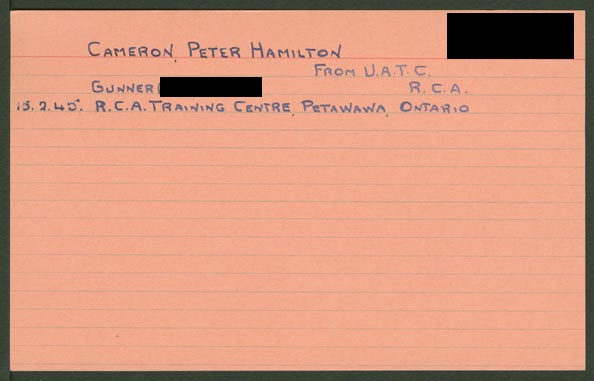 CAMERON, PETER HAMILTON
FROM U.A.T.C.
GUNNER( R.C.A.
15.2.45. R.C.A. TRAINING CENTRE, PETAWAWA, ONTARIO